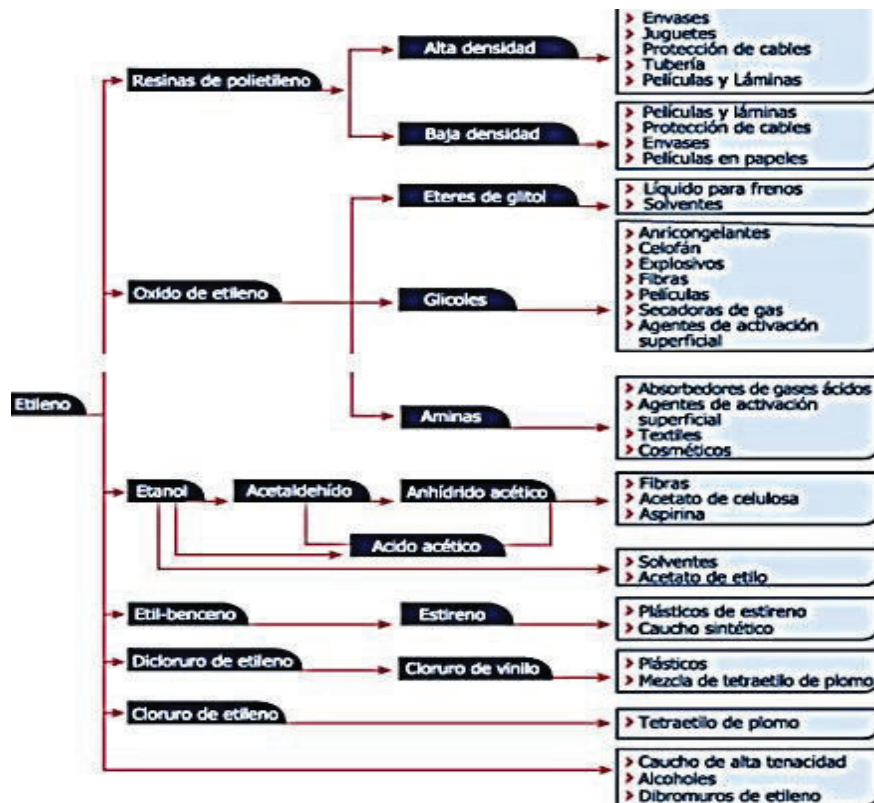 Envases
Juguetes
Protección de cables
Tubería
Películas y Láminas
Alta densidad
Resinas de polietileno
Baja densidad
Películas y láminas
Protección de cables
Envases
Películas en papeles
Eteres de glitol
Líquido para frenos
Solventes
Oxído de etileno
Glicoles
Anricongelantes
Celofán
Explosivos
Fibras
Películas
Secadoras de gas
Agentes de activación
superficial
Etileno
Aminas
Absorbedores de gases ácidos
Agentes de activación
superficial
Textiles
Cosméticos
Etanol
Acetaldehído
Anhídrido acético
Fibras
Acetato de celulosa
Aspirina
Acido acético
Solventes
Acetato de etilo
Etil-benceno
Estireno
Plásticos de estireno
Caucho sintético
Dicloruro de etileno
Cloruro de vinilo
Plásticos
Mezcla de tetraetilo de plomo
Cloruro de etileno
Tetraetilo de plomo
Caucho de alta tenacidad
Alcoholes
Dibromuros de etileno